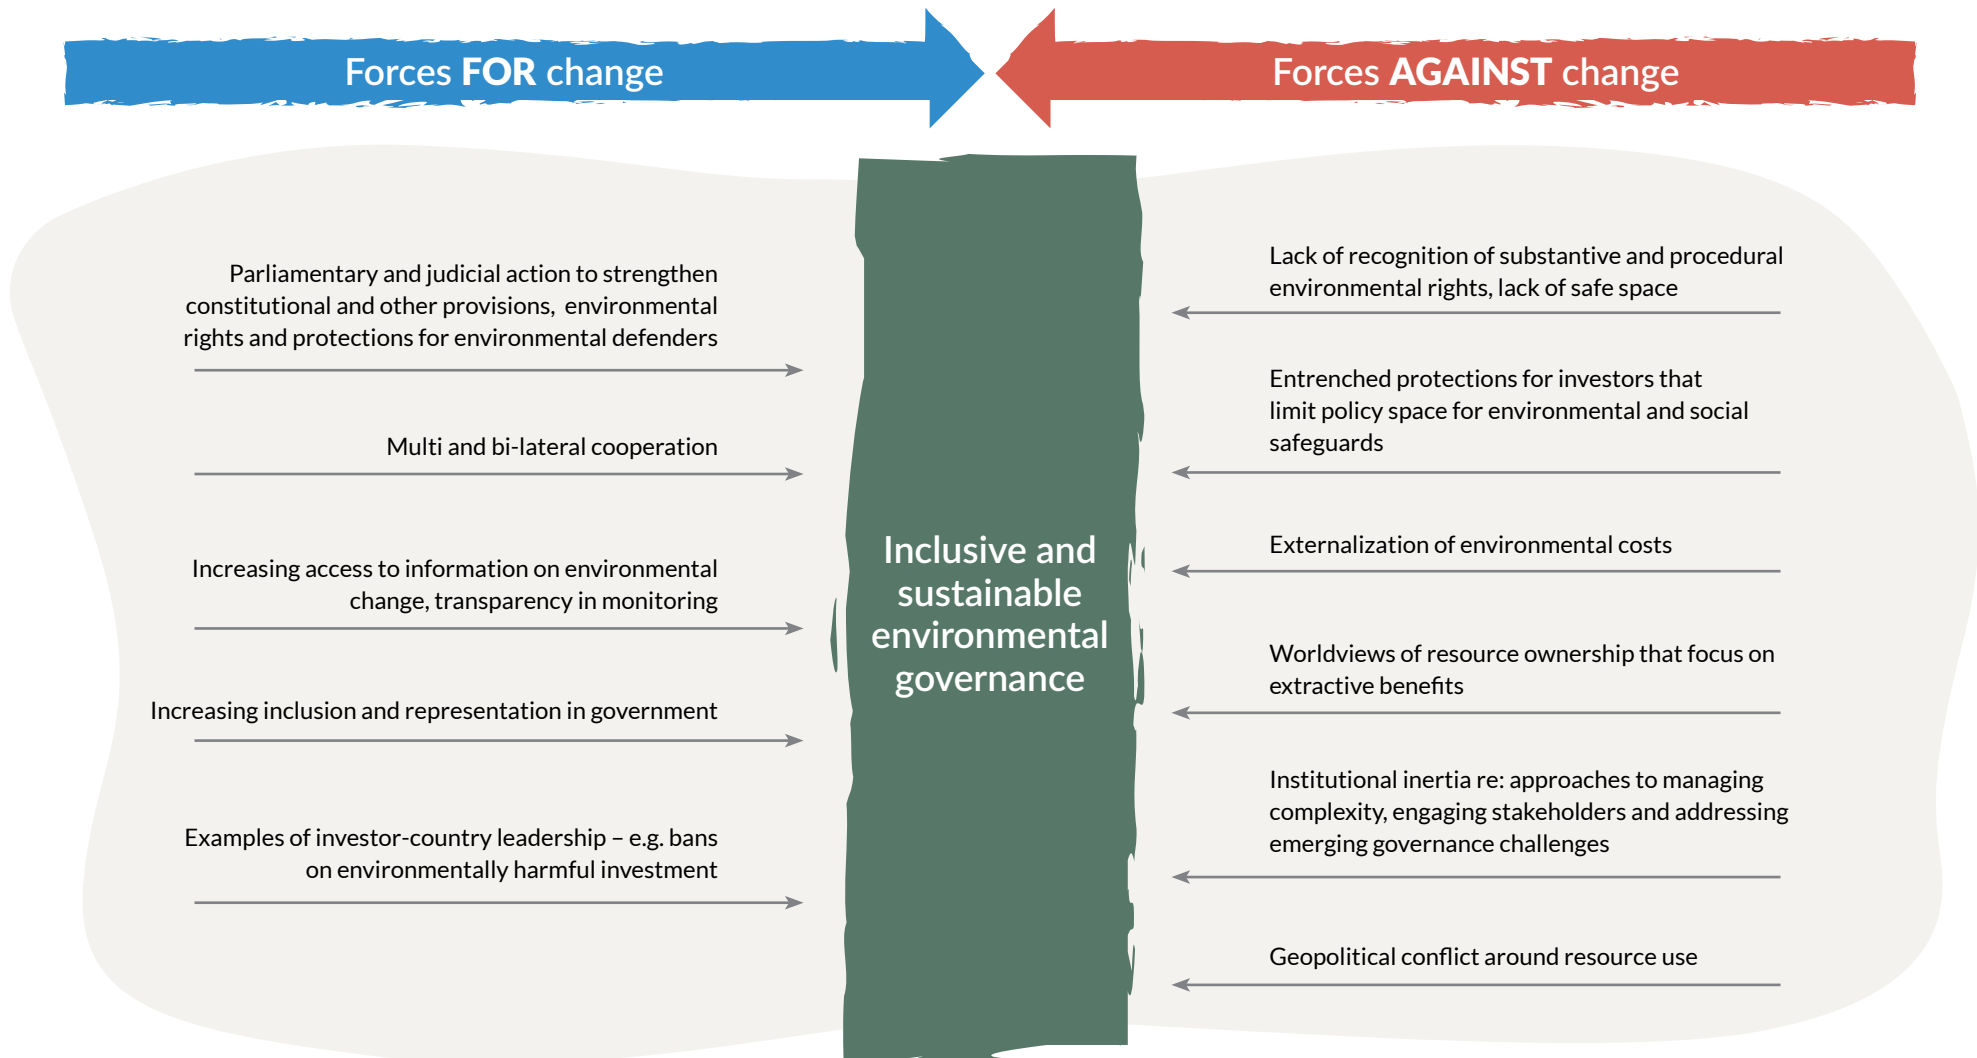 Forces FOR change
Forces AGAINST change
Parliamentary and judicial action to strengthen
constitutional and other provisions, environmental
rights and protections for environmental defenders
Multi and bi-lateral cooperation
Increasing access to information on environmental
change, transparency in monitoring
Increasing inclusion and representation in government
Examples of investor-country leadership – e.g. bans
on environmentally harmful investment
Inclusive and
sustainable
environmental
governance
Lack of recognition of substantive and procedural
environmental rights, lack of safe space
Entrenched protections for investors that
limit policy space for environmental and social
safeguards
Externalization of environmental costs
Worldviews of resource ownership that focus on
extractive benefits
Institutional inertia re: approaches to managing
complexity, engaging stakeholders and addressing
emerging governance challenges
Geopolitical conflict around resource use